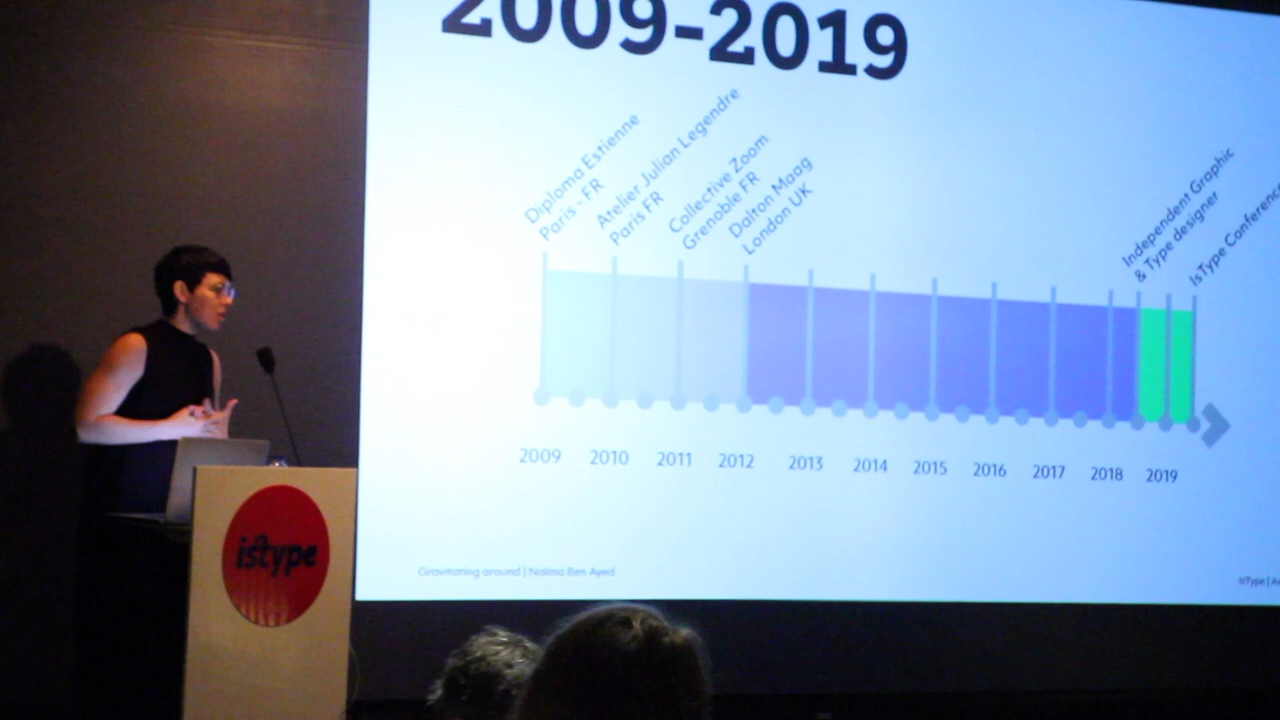 2009-2019
Diploma Estienne
Paris - FR
Atelier Julian Legendre
Paris FR
Collective Zoom
Grenoble FR
Dalton Maag
London UK
Independent Graphic
& Type designer
IsType Conference
2009 2010 2011 2012 2013 2014 2015 2016 2017 2018 2019
istype
Gravitating around | Naïma Ben Ayed
IsType |